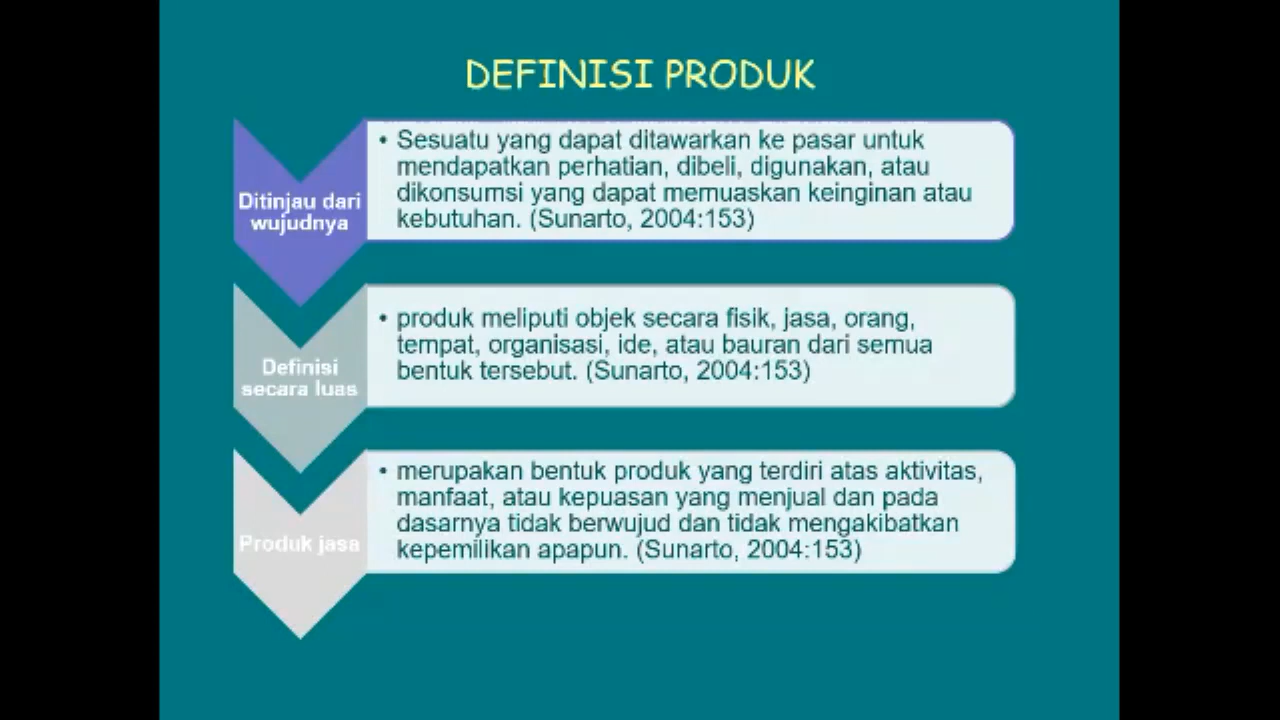 DEFINISI PRODUK
Ditinjau dari
wujudnya
• Sesuatu yang dapat ditawarkan ke pasar untuk
mendapatkan perhatian, dibeli, digunakan, atau
dikonsumsi yang dapat memuaskan keinginan atau
kebutuhan. (Sunarto, 2004:153)
Definisi
secara luas
• produk meliputi objek secara fisik, jasa, orang,
tempat, organisasi, ide, atau bauran dari semua
bentuk tersebut. (Sunarto, 2004:153)
Produk jasa
• merupakan bentuk produk yang terdiri atas aktivitas,
manfaat, atau kepuasan yang menjual dan pada
dasarnya tidak berwujud dan tidak mengakibatkan
kepemilikan apapun. (Sunarto, 2004:153)